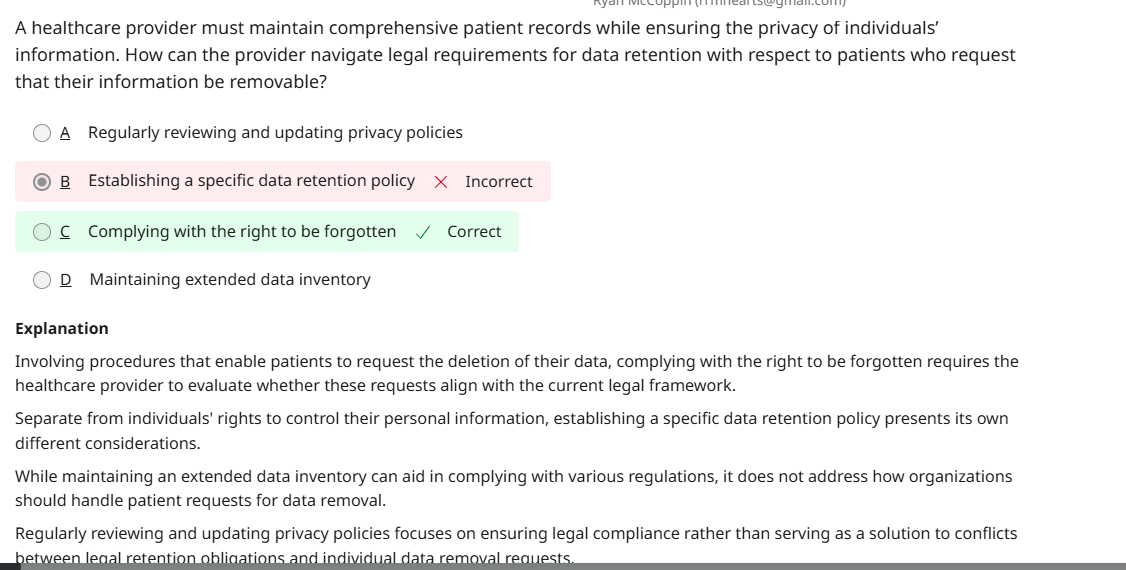 Ryan McCoppin (rrmhearts@gmail.com)
A healthcare provider must maintain comprehensive patient records while ensuring the privacy of individuals’
information. How can the provider navigate legal requirements for data retention with respect to patients who request
that their information be removable?
A Regularly reviewing and updating privacy policies
B Establishing a specific data retention policy Incorrect
C Complying with the right to be forgotten Correct
D Maintaining extended data inventory
Explanation
Involving procedures that enable patients to request the deletion of their data, complying with the right to be forgotten requires the
healthcare provider to evaluate whether these requests align with the current legal framework.
Separate from individuals' rights to control their personal information, establishing a specific data retention policy presents its own
different considerations.
While maintaining an extended data inventory can aid in complying with various regulations, it does not address how organizations
should handle patient requests for data removal.
Regularly reviewing and updating privacy policies focuses on ensuring legal compliance rather than serving as a solution to conflicts
between legal retention obligations and individual data removal requests.